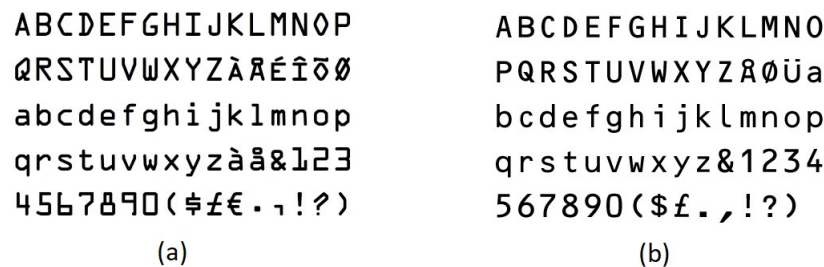 ABCDEFGHIJKLMNOP
QRSTUVWXYZÀÅÉÎÕØ
abcdefghijklmnop
qrstuvwxyzàå&123
4567890($£€.,!?)
(a)
ABCDEFGHIJKLMNO
PQRSTUVWXYZÅØÜa
bcdefghijklmnop
qrstuvwxyz&1234
567890($£.,!?)
(b)